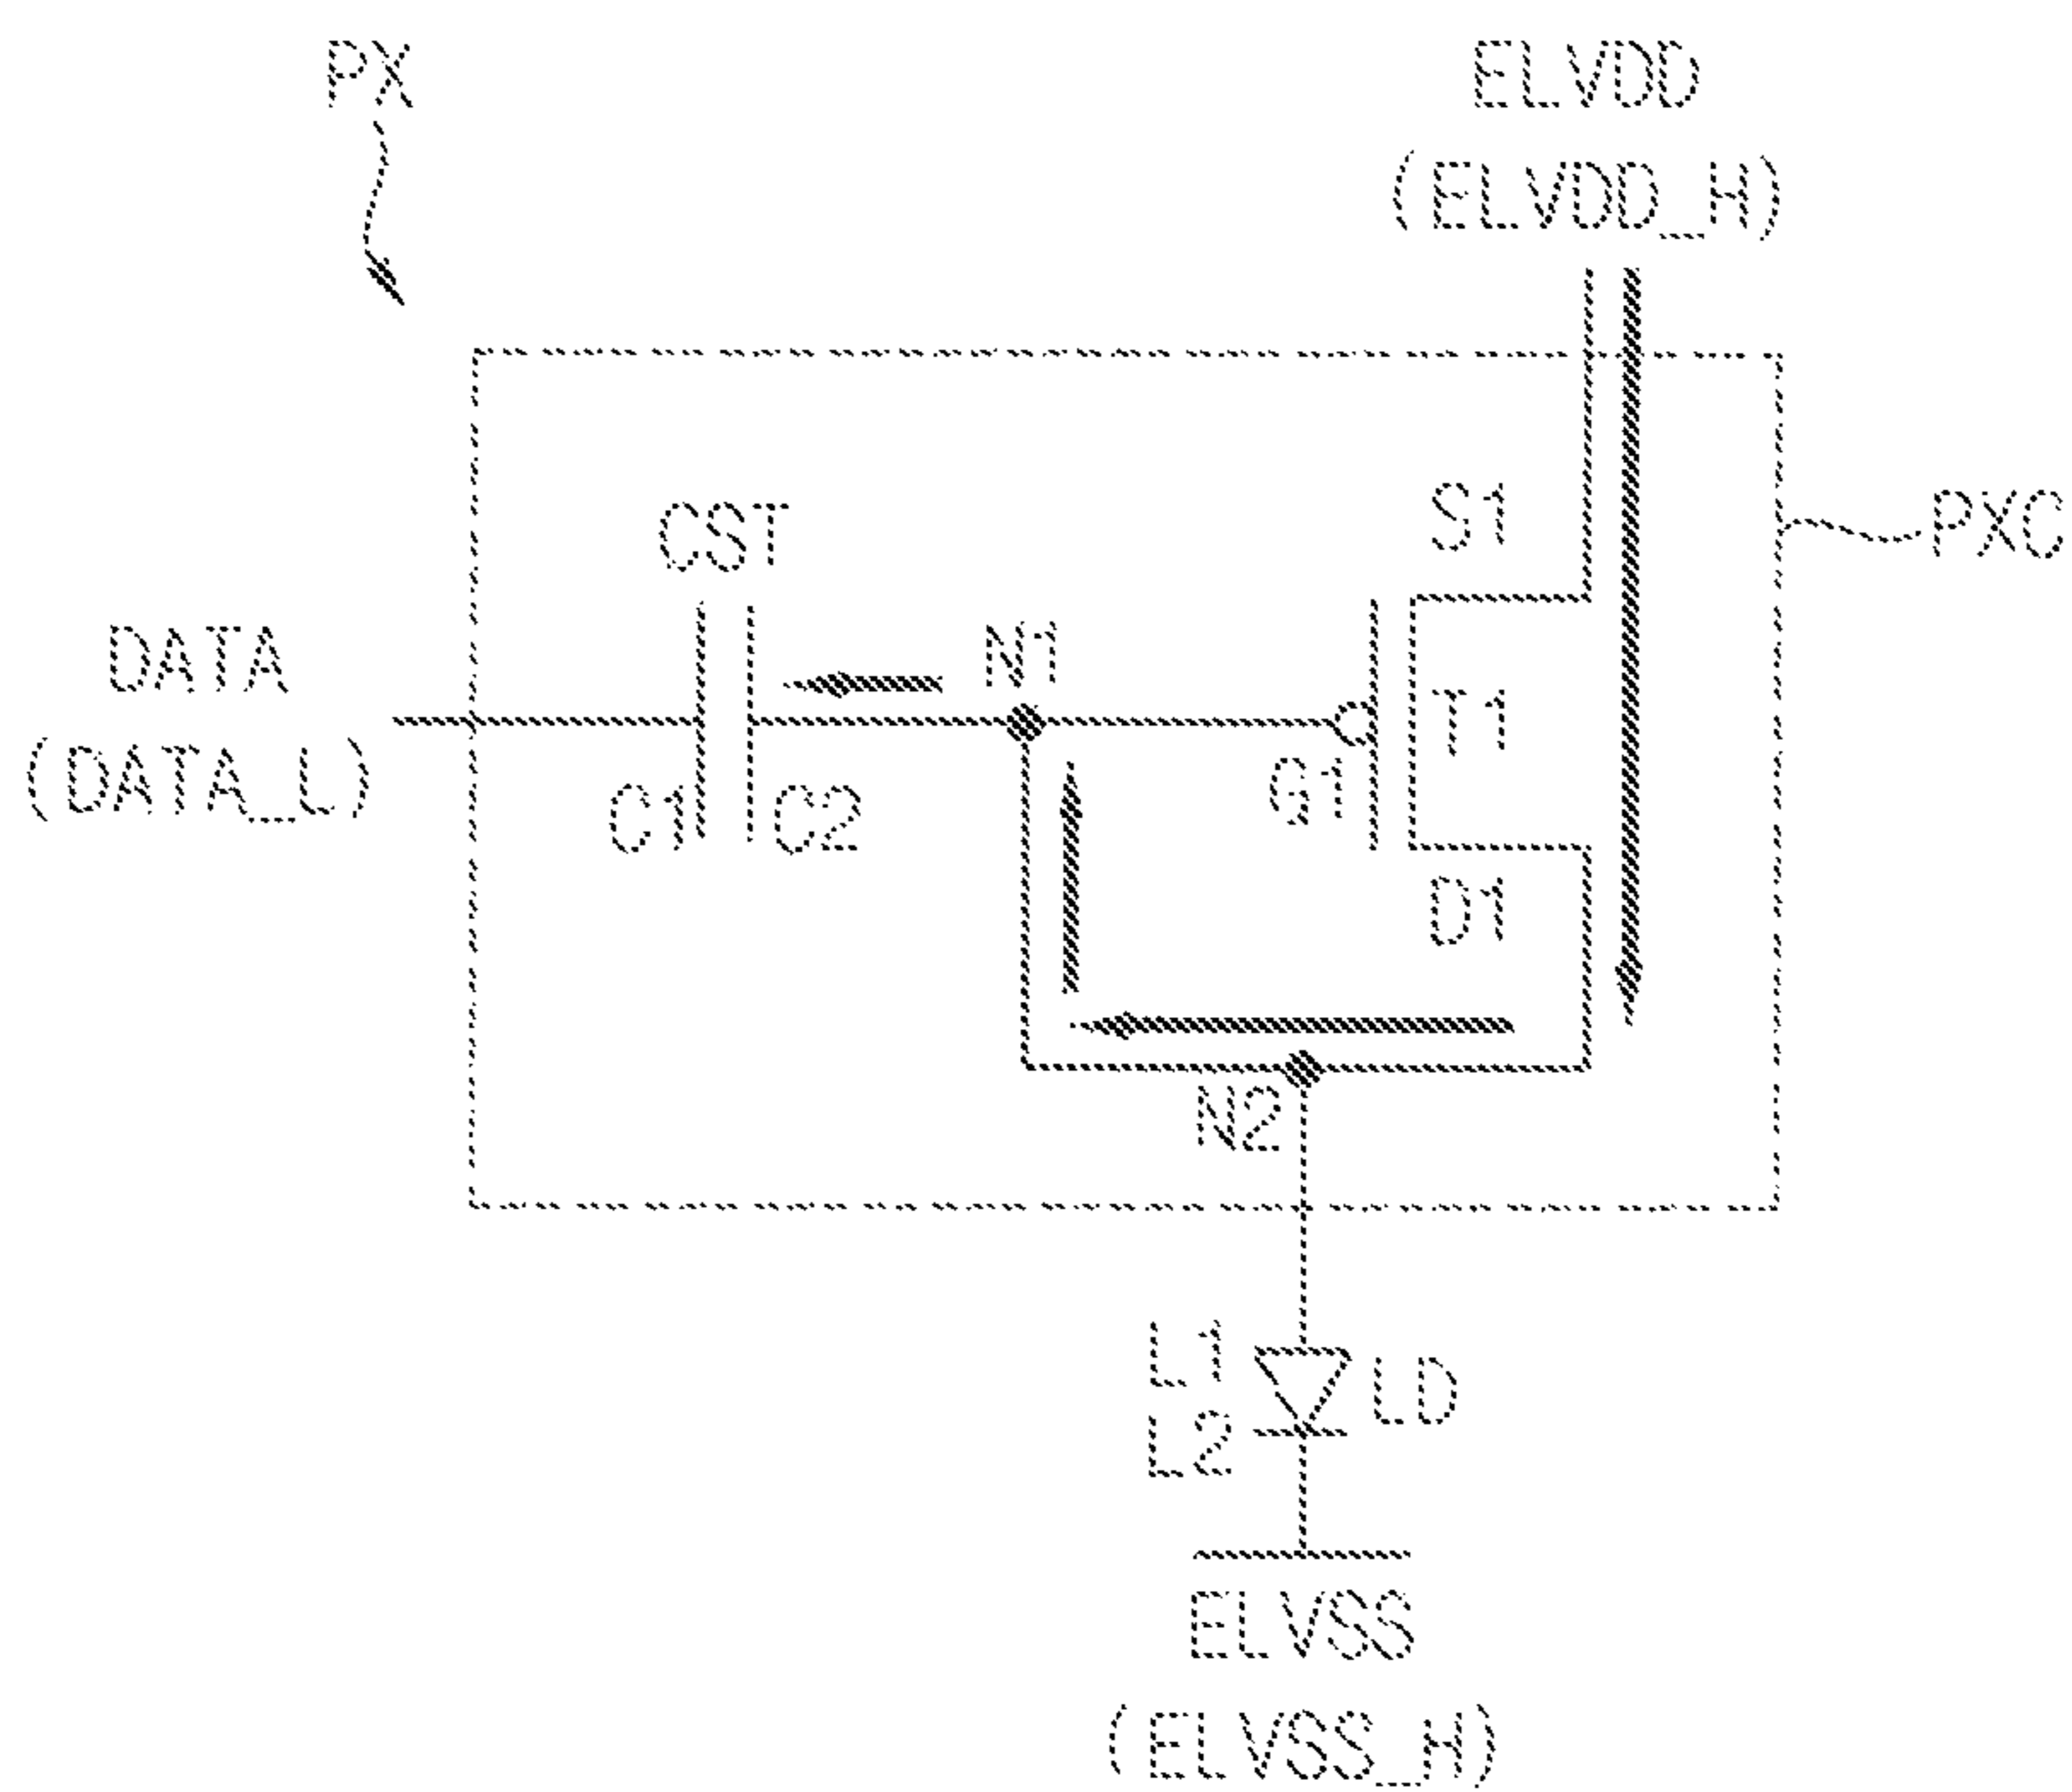 PX
ELVDD
(ELVDD_H)
S1
PXC
CST
N1
DATA
T1
(DATA_L)
G1
C1
C2
D1
N2
L1
LD
L2
ELVSS
(ELVSS_H)